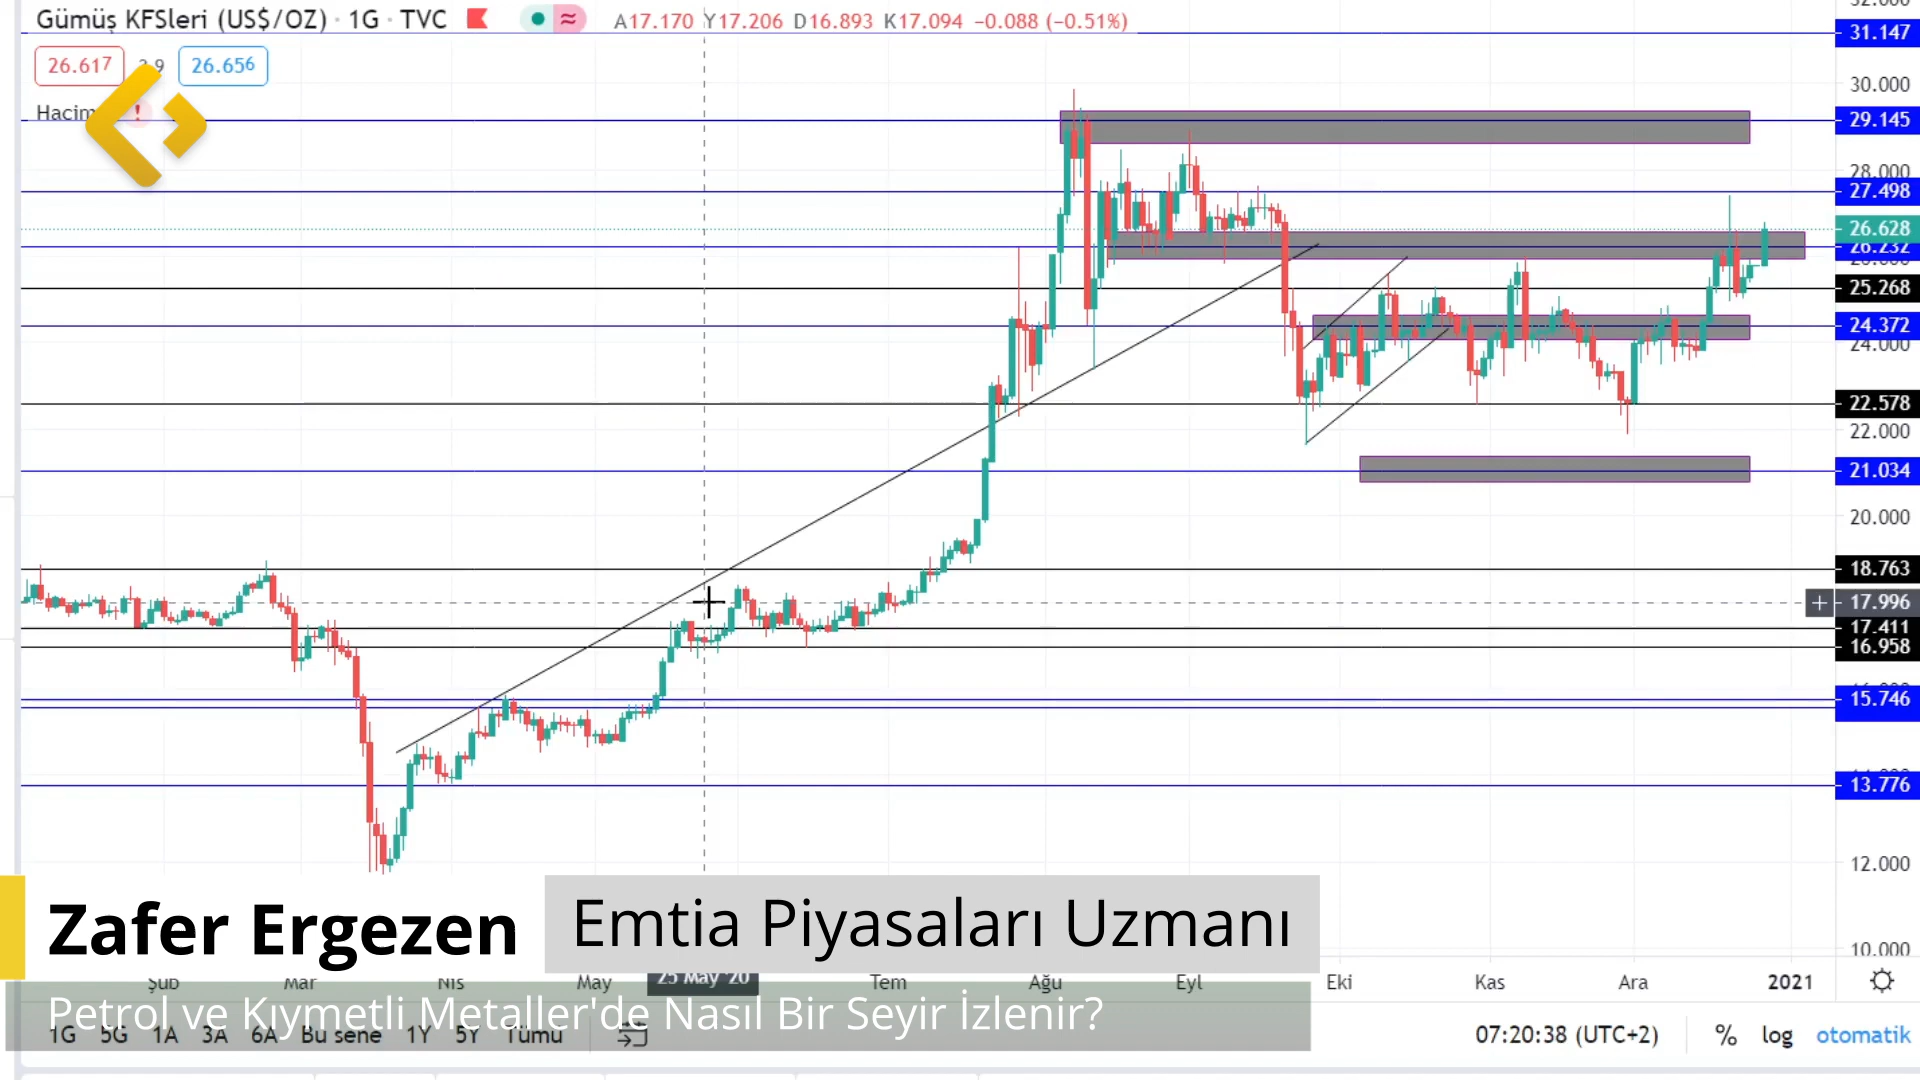 Gümüş KFSleri (US$/OZ) · 1G · TVC
A17.170 Y17.206 D16.893 K17.094 −0.088 (−0.51%)
26.617
26.656
Hacim
!
31.147
30.000
29.145
28.000
27.498
26.628
26.232
25.268
24.372
24.000
22.578
22.000
21.034
20.000
18.763
17.996
17.411
16.958
15.746
13.776
12.000
10.000
Zafer Ergezen
Emtia Piyasaları Uzmanı
Şub Mar Nis May 25 May '20 Tem Ağu Eyl Eki Kas Ara 2021
Petrol ve Kıymetli Metaller'de Nasıl Bir Seyir İzlenir?
1G 5G 1A 3A 6A Bu sene 1Y 5Y Tümü
07:20:38 (UTC+2) % log otomatik